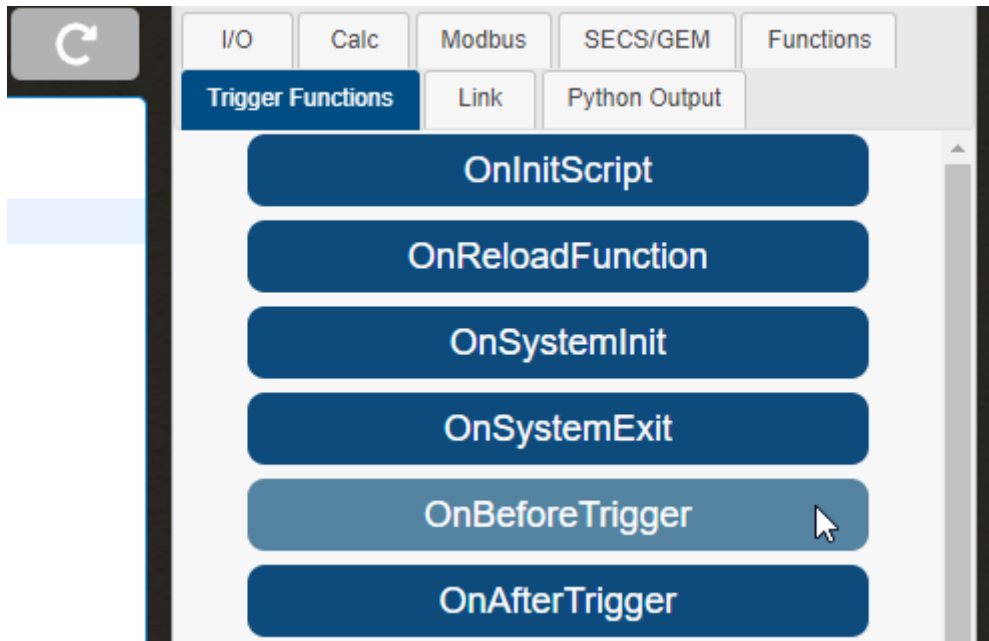 I/O Calc Modbus SECS/GEM Functions
Trigger Functions Link Python Output
OnInitScript
OnReloadFunction
OnSystemInit
OnSystemExit
OnBeforeTrigger
OnAfterTrigger